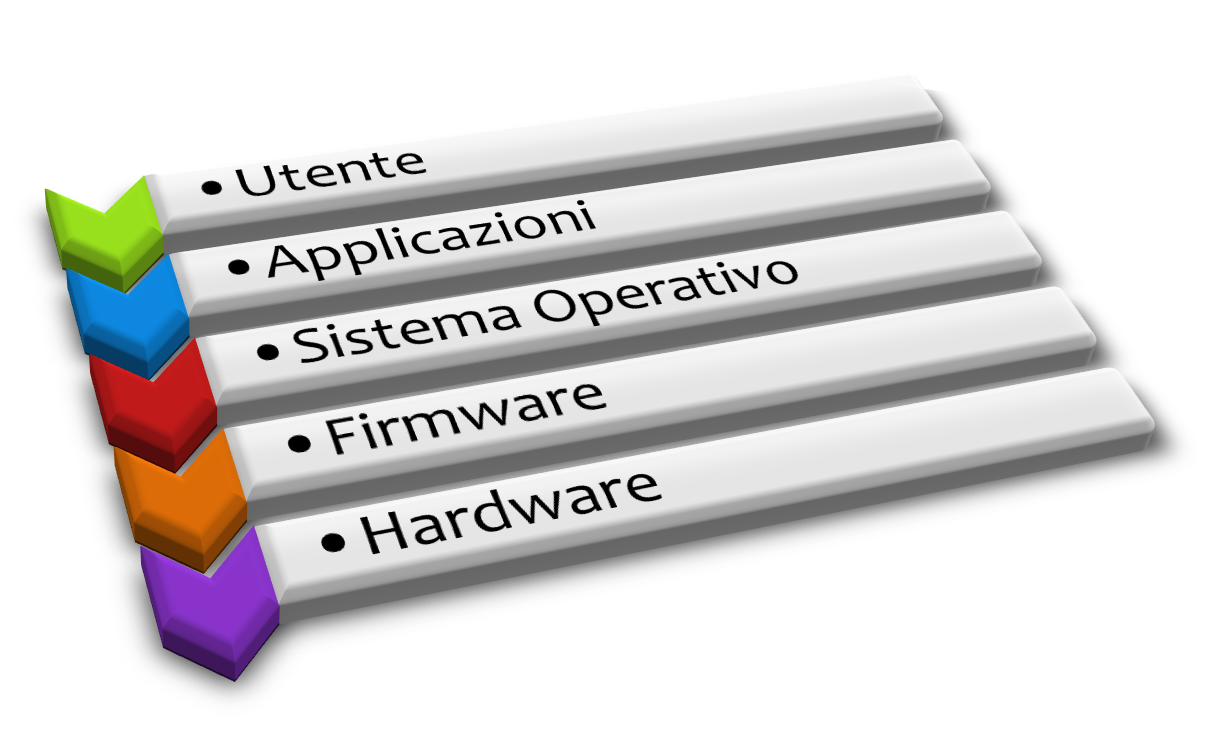 • Utente
• Applicazioni
• Sistema Operativo
• Firmware
• Hardware